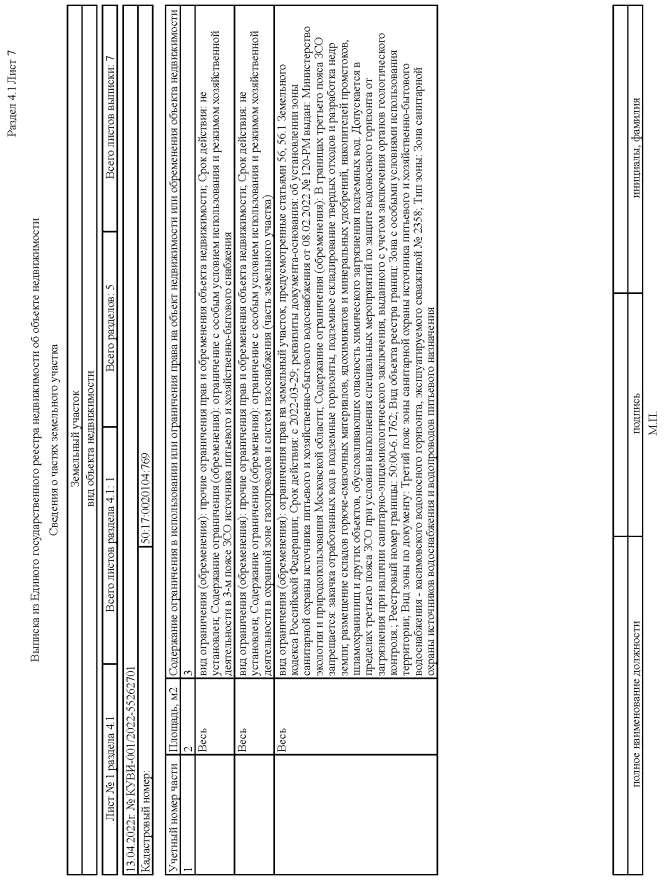 Раздел 4.1 Лист 7
Выписка из Единого государственного реестра недвижимости об объекте недвижимости
Сведения о частях земельного участка
Земельный участок
вид объекта недвижимости
Лист № 1 раздела 4.1 Всего листов раздела 4.1: 1 Всего разделов: 5 Всего листов выписки: 7
13.04.2022г. № КУВИ-001/2022-55262701
Кадастровый номер: 50:17:0020104:769
Учетный номер части Площадь, м2 Содержание ограничения в использовании или ограничения права на объект недвижимости или обременения объекта недвижимости
1 2 3
Весь вид ограничения (обременения): прочие ограничения прав и обременения объекта недвижимости; Срок действия: не
установлен; Содержание ограничения (обременения): ограничение с особым условием использования и режимом хозяйственной
деятельности в 3-м поясе ЗСО источника питьевого и хозяйственно-бытового снабжения
Весь вид ограничения (обременения): прочие ограничения прав и обременения объекта недвижимости; Срок действия: не
установлен; Содержание ограничения (обременения): ограничение с особым условием использования и режимом хозяйственной
деятельности в охранной зоне газопроводов и систем газоснабжения (часть земельного участка)
Весь вид ограничения (обременения): ограничения прав на земельный участок, предусмотренные статьями 56, 56.1 Земельного
кодекса Российской Федерации; Срок действия: с 2022-03-29; реквизиты документа-основания: об установлении зоны
санитарной охраны источника питьевого и хозяйственно-бытового водоснабжения от 08.02.2022 № 120-РМ выдан: Министерство
экологии и природопользования Московской области; Содержание ограничения (обременения): В границах третьего пояса ЗСО
запрещается: закачка отработанных вод в подземные горизонты, подземное складирование твердых отходов и разработка недр
земли; размещение складов горюче-смазочных материалов, ядохимикатов и минеральных удобрений, накопителей промстоков,
шламохранилищ и других объектов, обусловливающих опасность химического загрязнения подземных вод. Допускается в
пределах третьего пояса ЗСО при условии выполнения специальных мероприятий по защите водоносного горизонта от
загрязнения при наличии санитарно-эпидемиологического заключения, выданного с учетом заключения органов геологического
контроля.; Реестровый номер границы: 50:00-6.1762; Вид объекта реестра границ: Зона с особыми условиями использования
территории; Вид зоны по документу: Третий пояс зоны санитарной охраны источника питьевого и хозяйственно-бытового
водоснабжения - касимовского водоносного горизонта, эксплуатируемого скважиной № 2358; Тип зоны: Зона санитарной
охраны источников водоснабжения и водопроводов питьевого назначения
полное наименование должности подпись инициалы, фамилия
М.П.